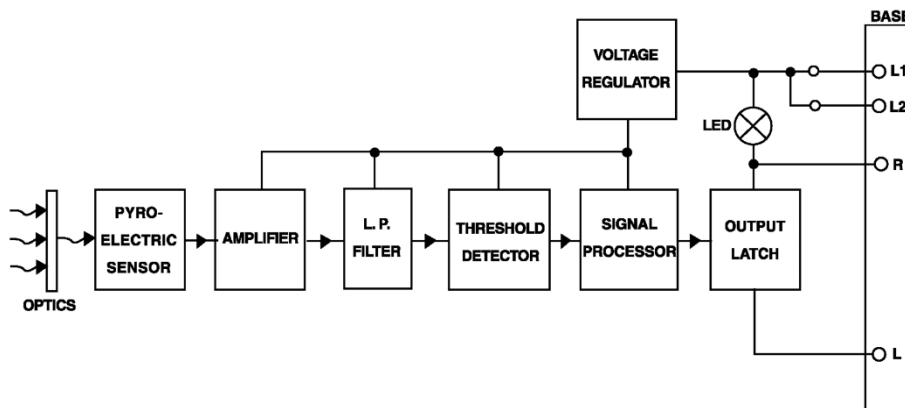 BASE
VOLTAGE
REGULATOR
L1
L2
LED
R
PYRO-
ELECTRIC
SENSOR
AMPLIFIER
L. P.
FILTER
THRESHOLD
DETECTOR
SIGNAL
PROCESSOR
OUTPUT
LATCH
OPTICS
L